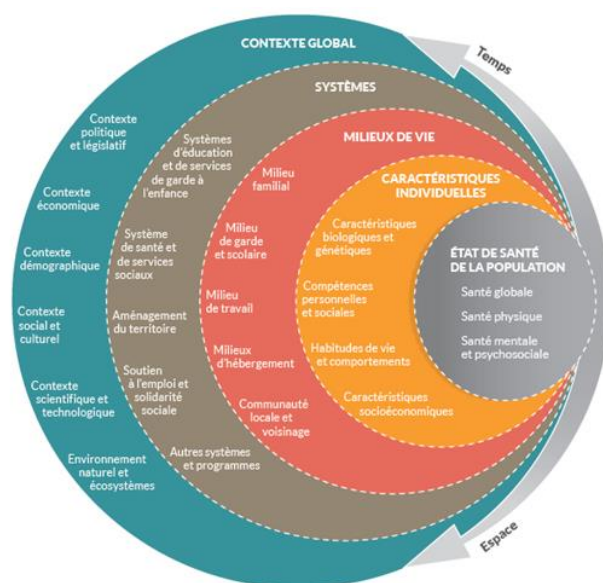 CONTEXTE GLOBAL
Temps
SYSTÈMES
MILIEUX DE VIE
CARACTÉRISTIQUES
INDIVIDUELLES
ÉTAT DE SANTÉ
DE LA POPULATION
Santé globale
Santé physique
Santé mentale
et psychosociale
Contexte
politique
et législatif
Contexte
économique
Contexte
démographique
Contexte
social et
culturel
Contexte
scientifique et
technologique
Environnement
naturel et
écosystèmes
Systèmes
d'éducation
et de services
de garde à
l'enfance
Système
de santé et
de services
sociaux
Aménagement
du territoire
Soutien
à l'emploi et
solidarité
sociale
Autres systèmes
et programmes
Milieu
familial
Milieu
de garde
et scolaire
Milieu
de travail
Milieux
d'hébergement
Communauté
locale et
voisinage
Caractéristiques
biologiques et
génétiques
Compétences
personnelles
et sociales
Habitudes de vie
et comportements
Caractéristiques
socioéconomiques
Espace